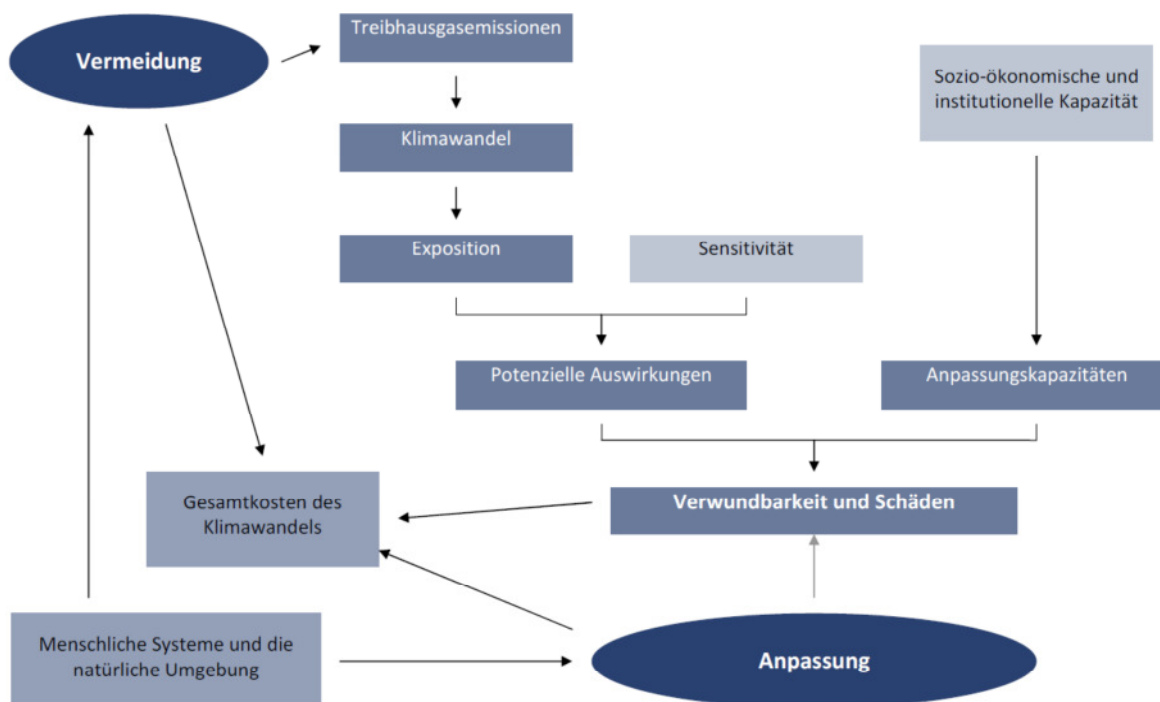 Vermeidung
Treibhausgasemissionen
Sozio-ökonomische und
institutionelle Kapazität
Klimawandel
Exposition
Sensitivität
Potenzielle Auswirkungen
Anpassungskapazitäten
Gesamtkosten des
Klimawandels
Verwundbarkeit und Schäden
Menschliche Systeme und die
natürliche Umgebung
Anpassung